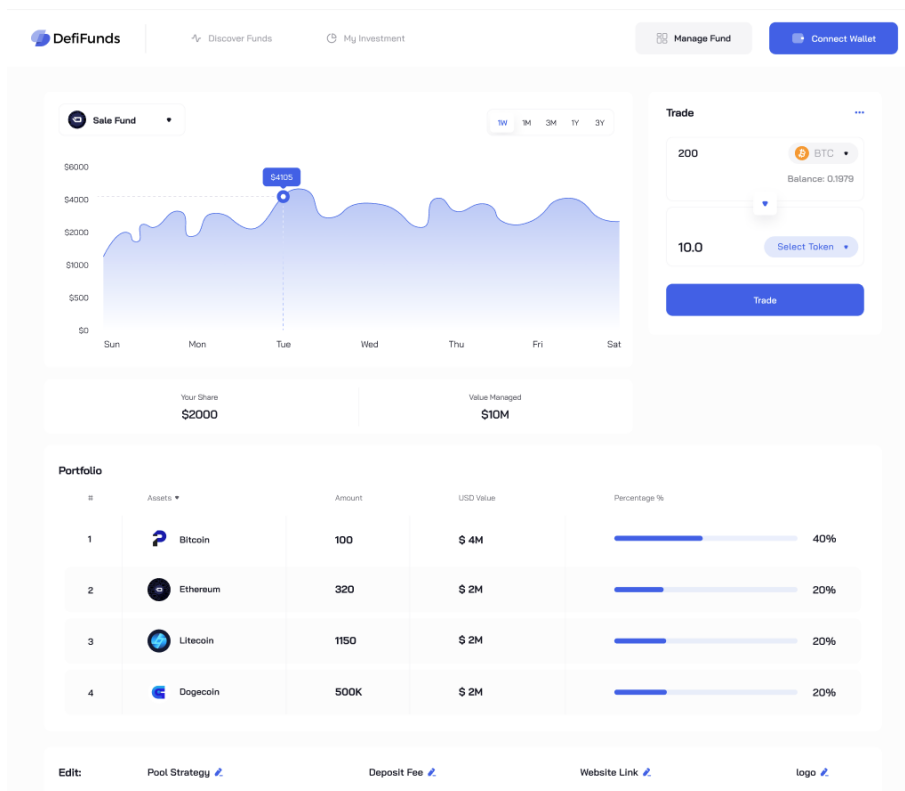 DefiFunds
Discover Funds
My Investment
Manage Fund
Connect Wallet
Sale Fund
1W 1M 3M 1Y 3Y
$6000
$4000
$2000
$1000
$500
$0
$4105
Sun Mon Tue Wed Thu Fri Sat
Trade
200
BTC
Balance: 0.1979
10.0
Select Token
Trade
Your Share
$2000
Value Managed
$10M
Portfolio
# Assets Amount USD Value Percentage %
1 Bitcoin 100 $ 4M 40%
2 Ethereum 320 $ 2M 20%
3 Litecoin 1150 $ 2M 20%
4 Dogecoin 500K $ 2M 20%
Edit: Pool Strategy Deposit Fee Website Link logo